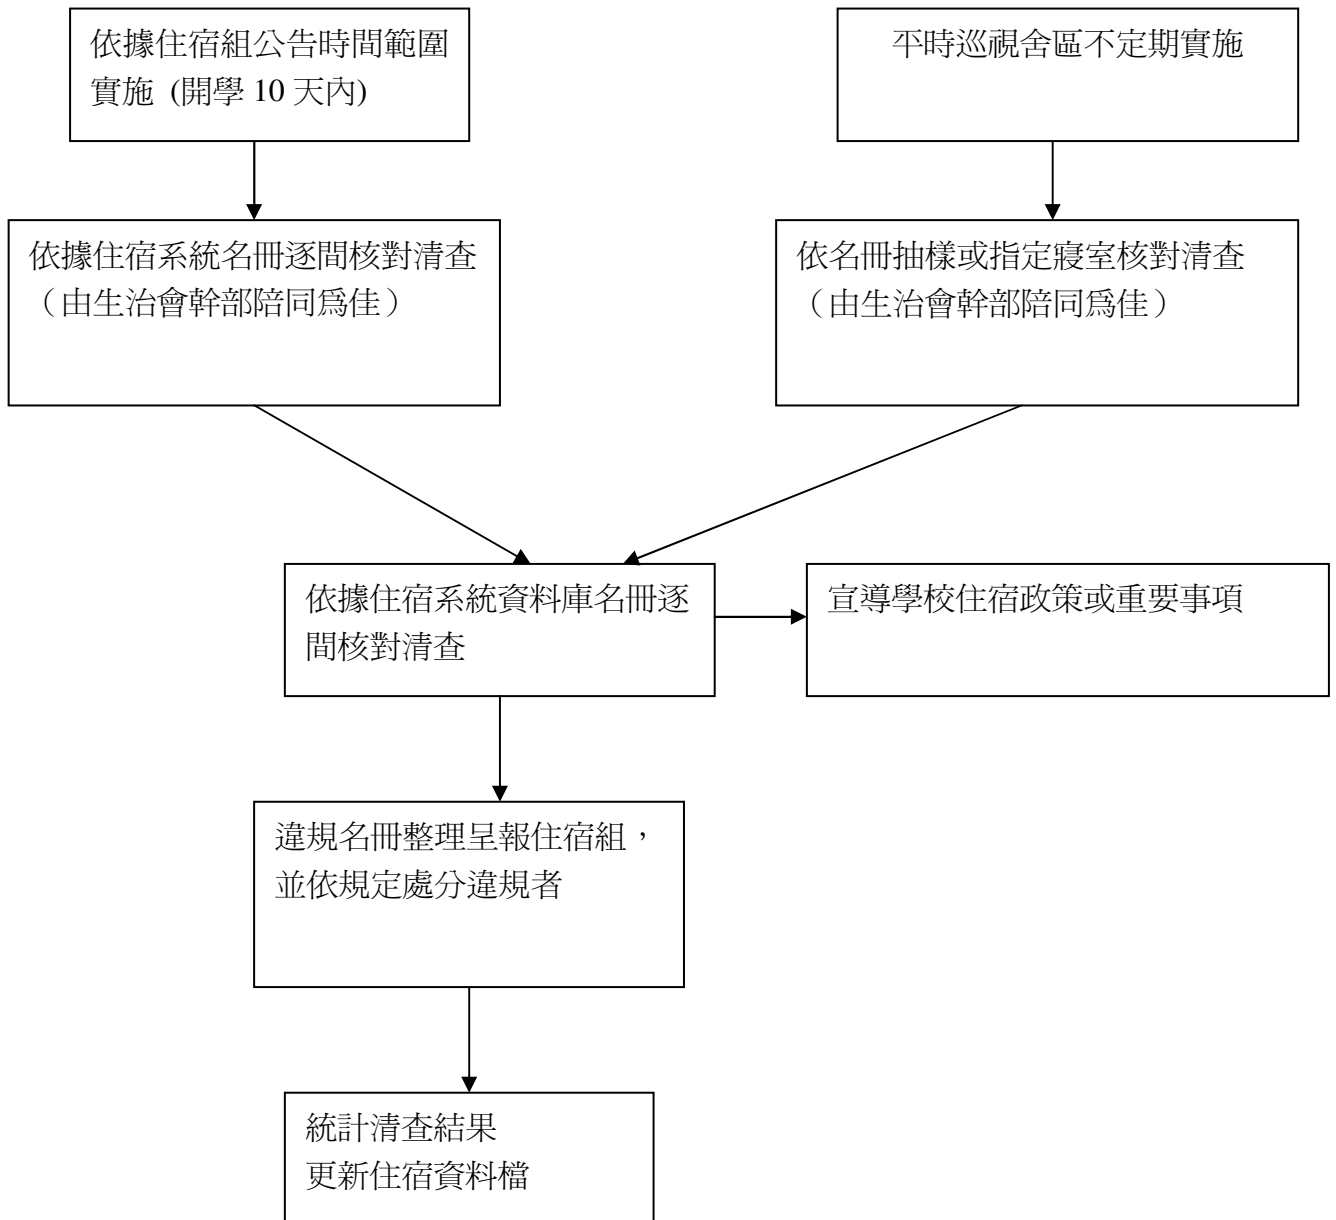 依據住宿組公告時間範圍
實施 (開學 10 天內)
平時巡視舍區不定期實施
依據住宿系統名冊逐間核對清查
（由生治會幹部陪同為佳）
依名冊抽樣或指定寢室核對清查
（由生治會幹部陪同為佳）
依據住宿系統資料庫名冊逐
間核對清查
宣導學校住宿政策或重要事項
違規名冊整理呈報住宿組，
並依規定處分違規者
統計清查結果
更新住宿資料檔